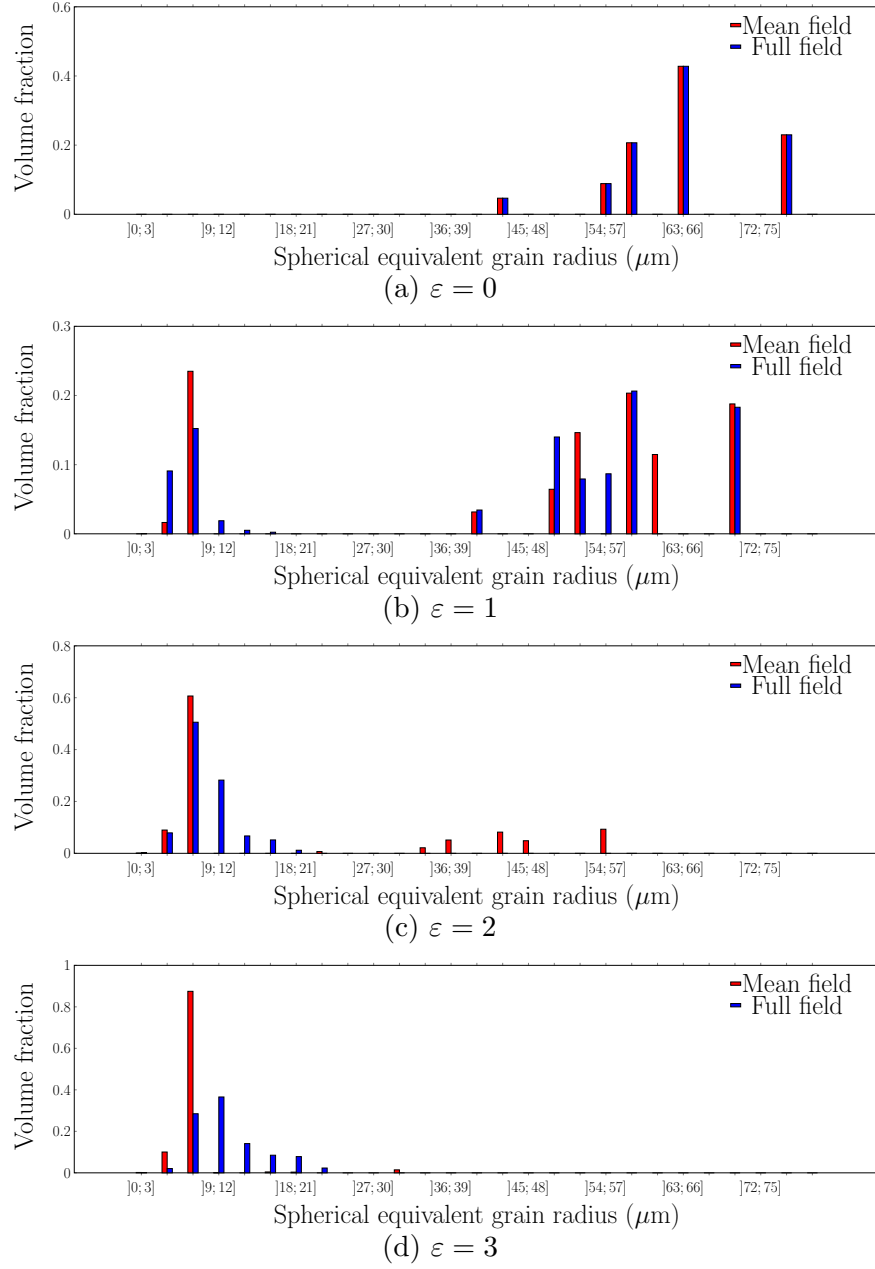 0.6
Mean field
Full field
0.4
0.2
0
Volume fraction
]0; 3] ]9; 12] ]18; 21] ]27; 30] ]36; 39] ]45; 48] ]54; 57] ]63; 66] ]72; 75]
Spherical equivalent grain radius (μm)
(a) ε = 0
0.3
Mean field
Full field
0.2
0.1
0
Volume fraction
]0; 3] ]9; 12] ]18; 21] ]27; 30] ]36; 39] ]45; 48] ]54; 57] ]63; 66] ]72; 75]
Spherical equivalent grain radius (μm)
(b) ε = 1
0.8
Mean field
Full field
0.6
0.4
0.2
0
Volume fraction
]0; 3] ]9; 12] ]18; 21] ]27; 30] ]36; 39] ]45; 48] ]54; 57] ]63; 66] ]72; 75]
Spherical equivalent grain radius (μm)
(c) ε = 2
1
Mean field
Full field
0.8
0.6
0.4
0.2
0
Volume fraction
]0; 3] ]9; 12] ]18; 21] ]27; 30] ]36; 39] ]45; 48] ]54; 57] ]63; 66] ]72; 75]
Spherical equivalent grain radius (μm)
(d) ε = 3